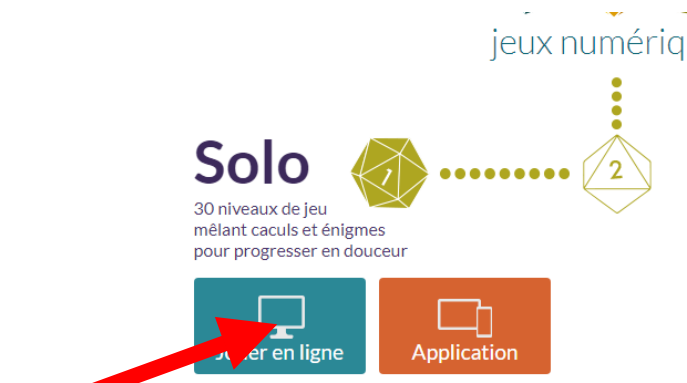 jeux numériq
Solo
1
2
30 niveaux de jeu
mêlant caculs et énigmes
pour progresser en douceur
en ligne
Application